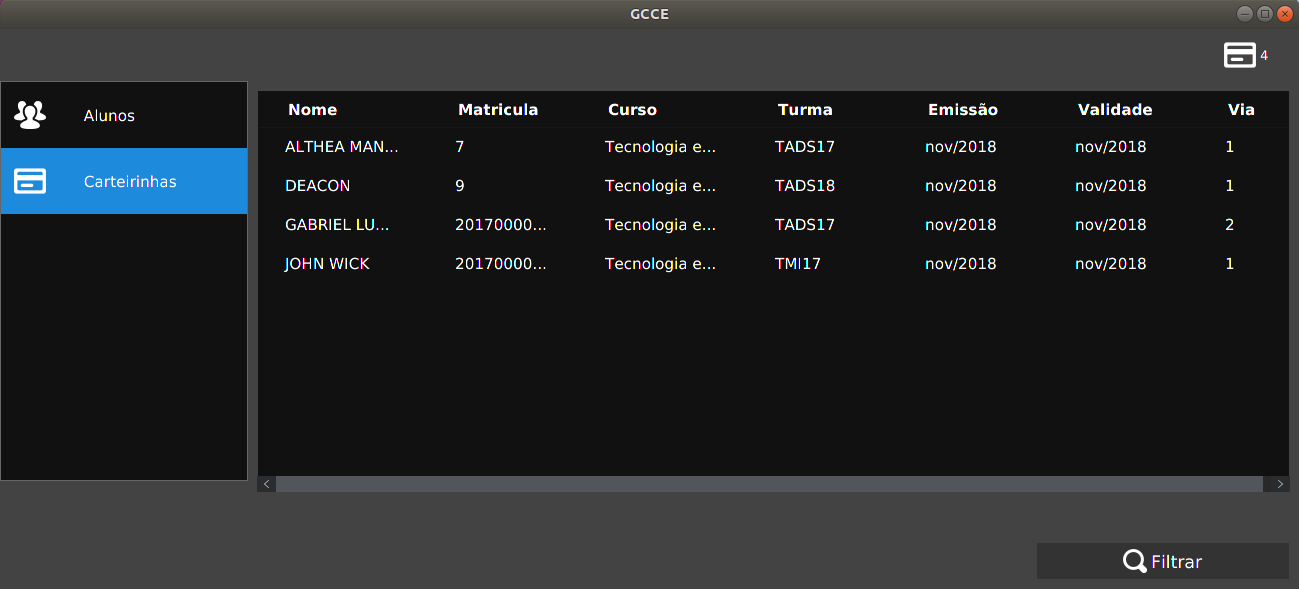 GCCE
4
Alunos
Carteirinhas
Nome Matricula Curso Turma Emissão Validade Via
ALTHEA MAN... 7 Tecnologia e... TADS17 nov/2018 nov/2018 1
DEACON 9 Tecnologia e... TADS18 nov/2018 nov/2018 1
GABRIEL LU... 20170000... Tecnologia e... TADS17 nov/2018 nov/2018 2
JOHN WICK 20170000... Tecnologia e... TMI17 nov/2018 nov/2018 1
Filtrar